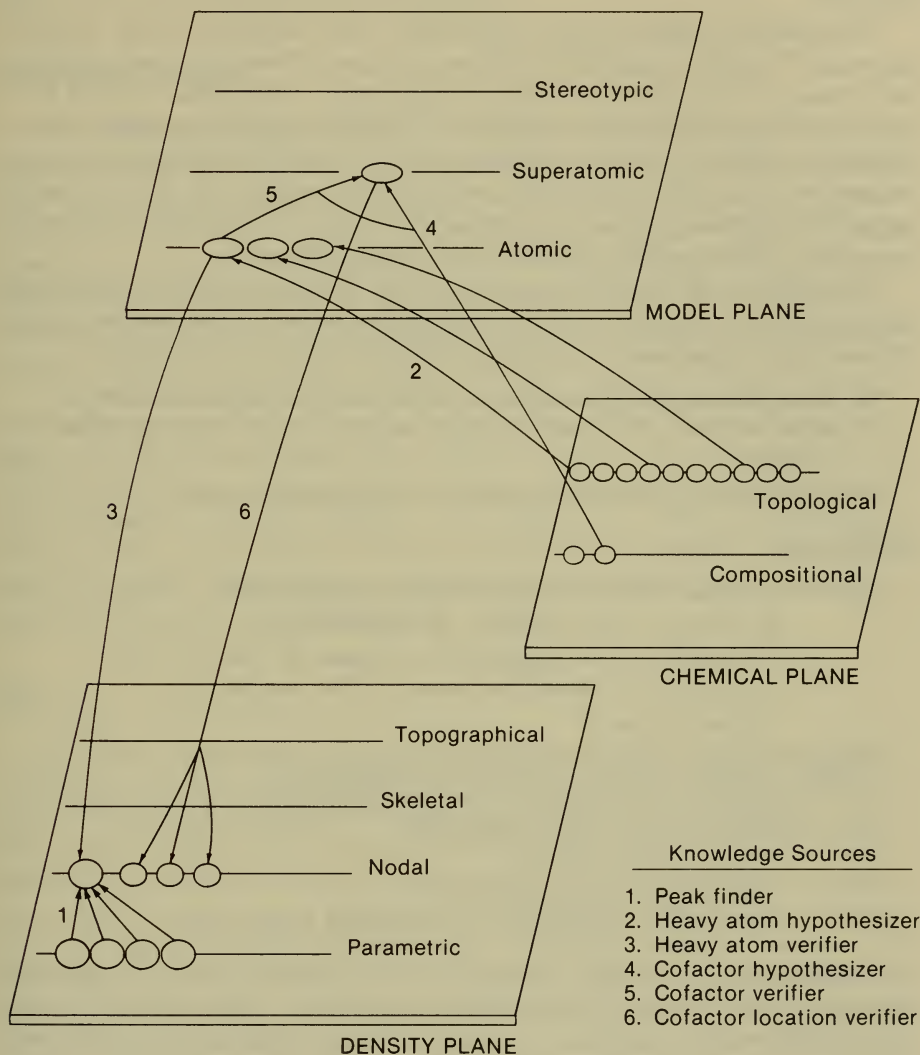 Stereotypic
Superatomic
5
4
Atomic
MODEL PLANE
2
3
6
Topological
Compositional
CHEMICAL PLANE
Topographical
Skeletal
Nodal
1
Parametric
DENSITY PLANE
Knowledge Sources
1. Peak finder
2. Heavy atom hypothesizer
3. Heavy atom verifier
4. Cofactor hypothesizer
5. Cofactor verifier
6. Cofactor location verifier